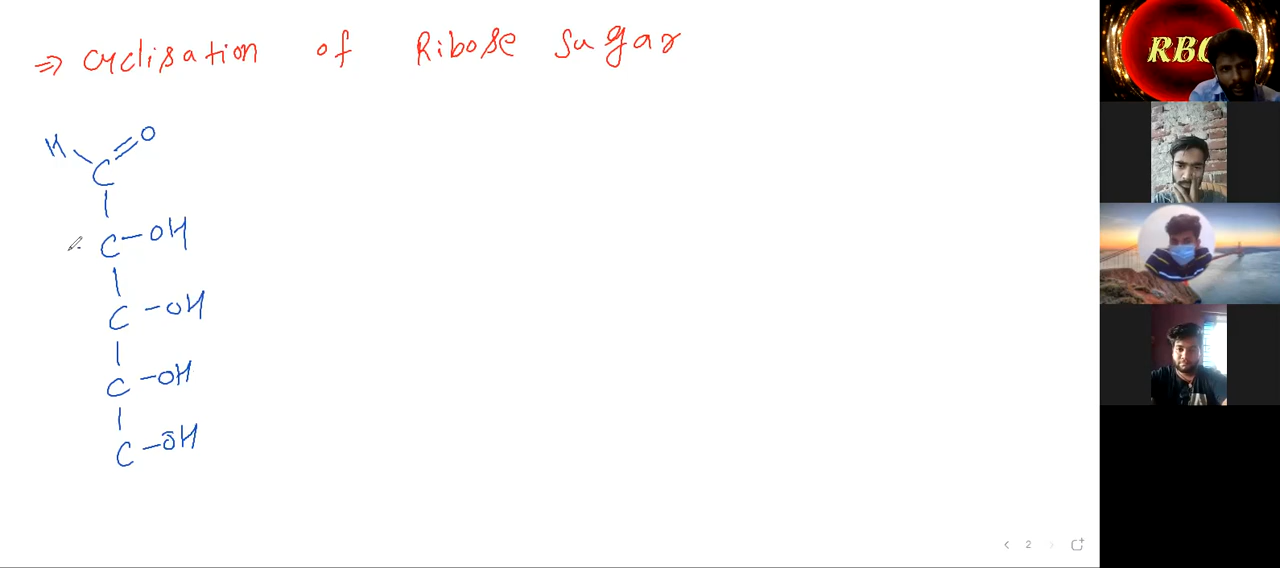 ⇒ Cyclisation of Ribose Sugar
H O
C
C-OH
C-OH
C-OH
C-OH
RBC
2